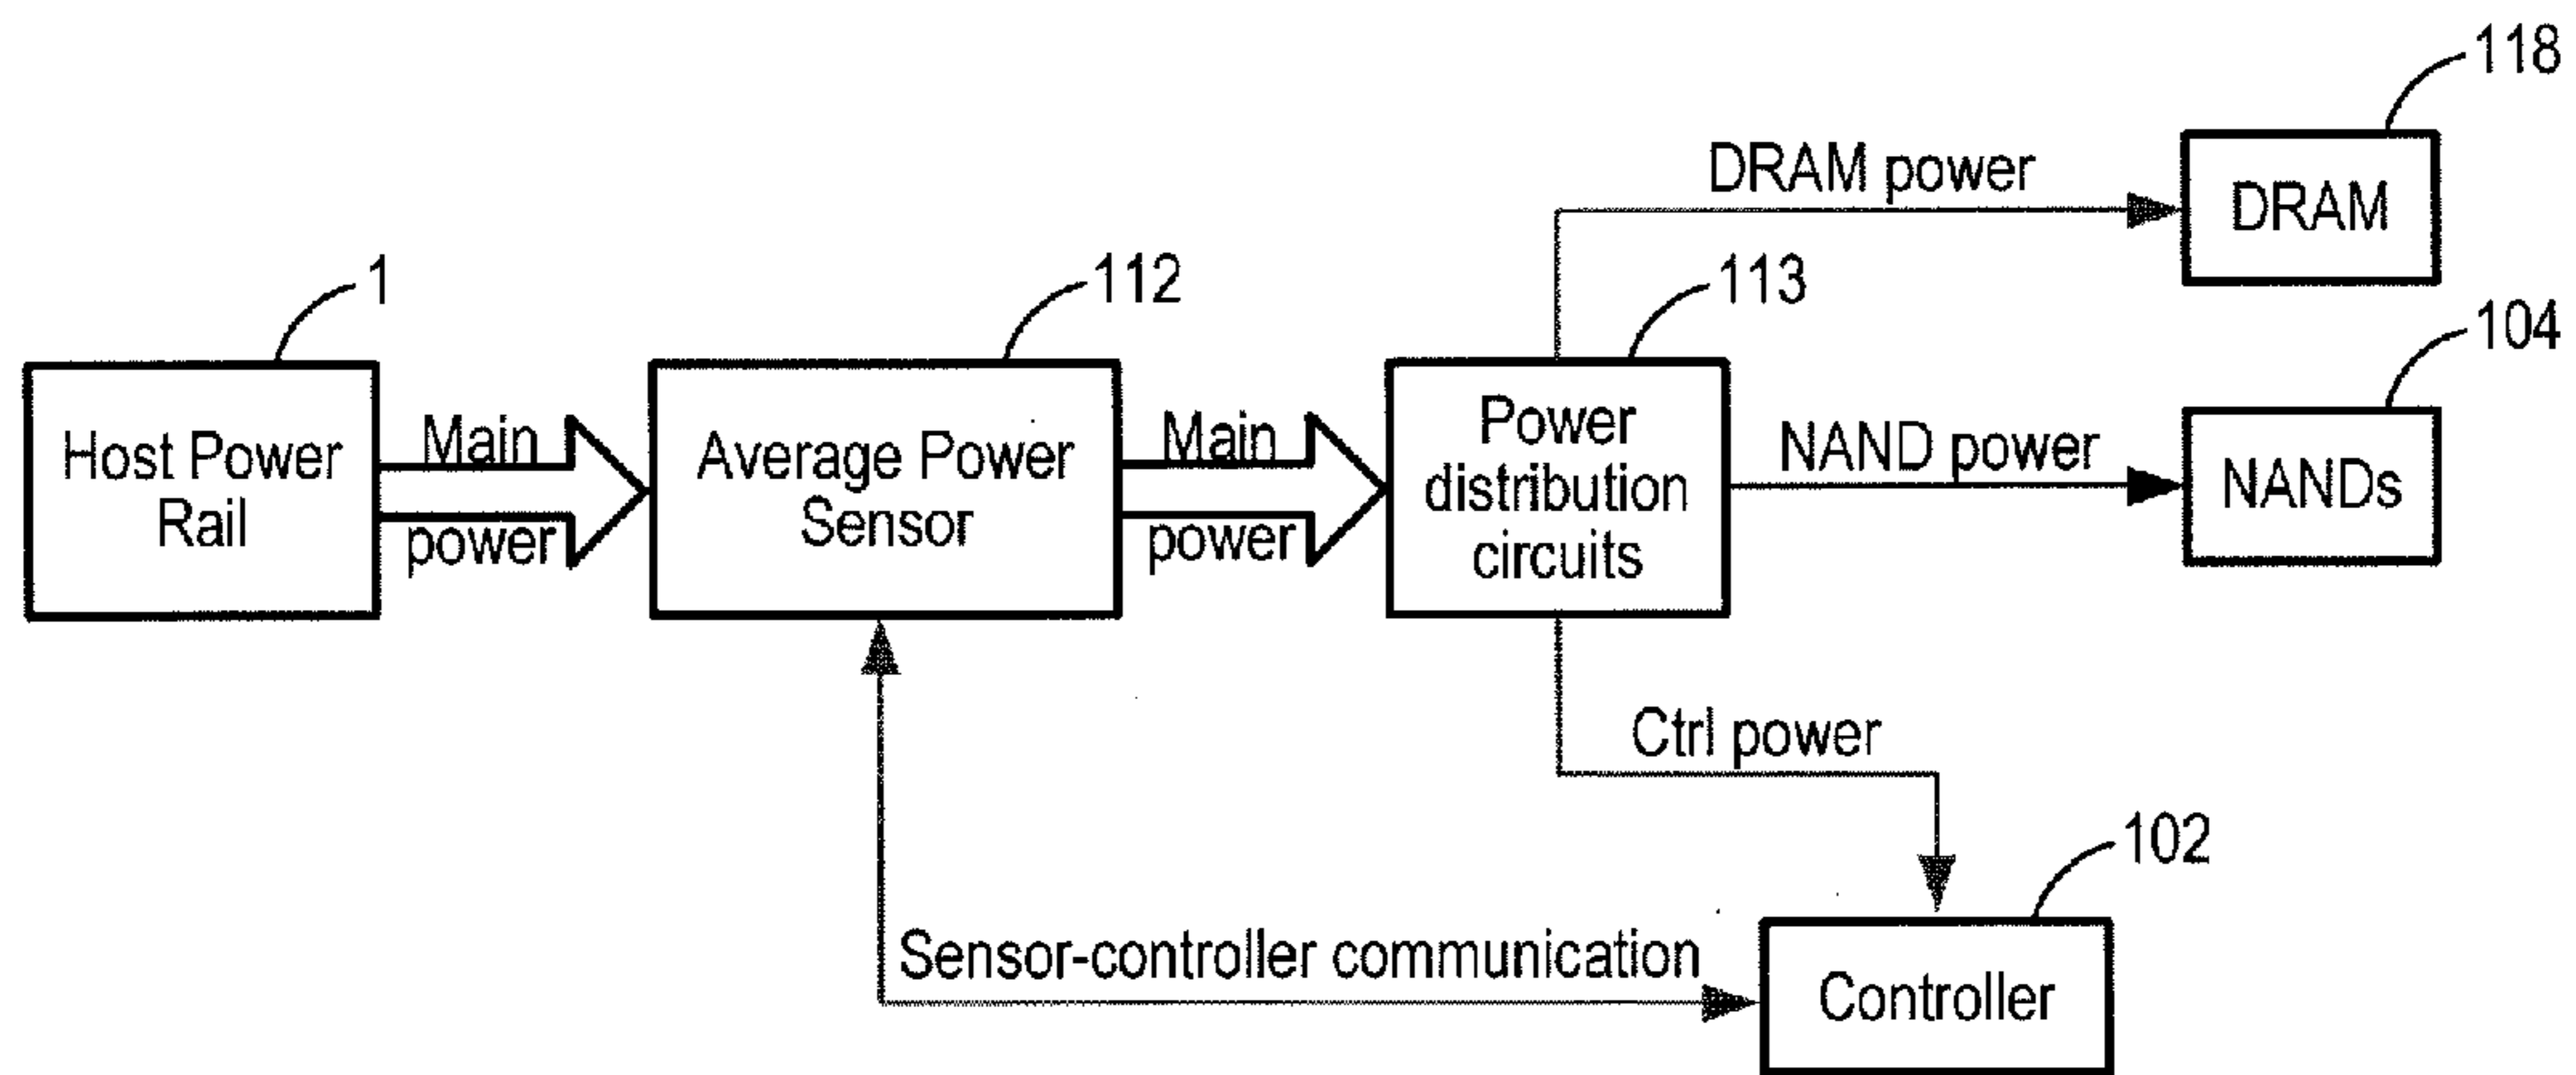 118
DRAM power
DRAM
1
112
113
104
Host Power
Rail
Main
power
Average Power
Sensor
Main
power
Power
distribution
circuits
NAND power
NANDs
Ctrl power
102
Sensor-controller communication
Controller